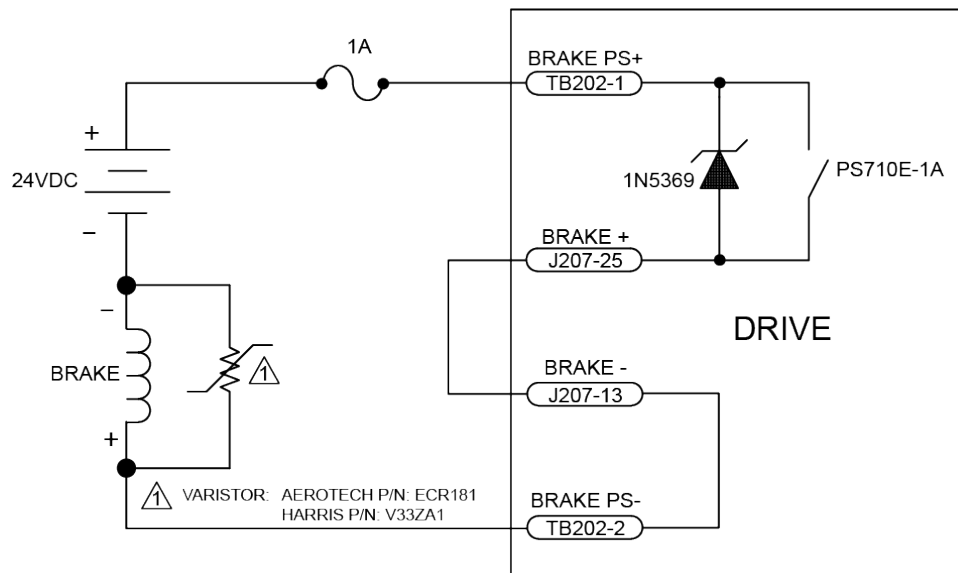 1A
BRAKE PS+
TB202-1
+
24VDC
−
1N5369
PS710E-1A
BRAKE +
J207-25
DRIVE
−
BRAKE
+
1
BRAKE -
J207-13
1 VARISTOR: AEROTECH P/N: ECR181
HARRIS P/N: V33ZA1
BRAKE PS-
TB202-2